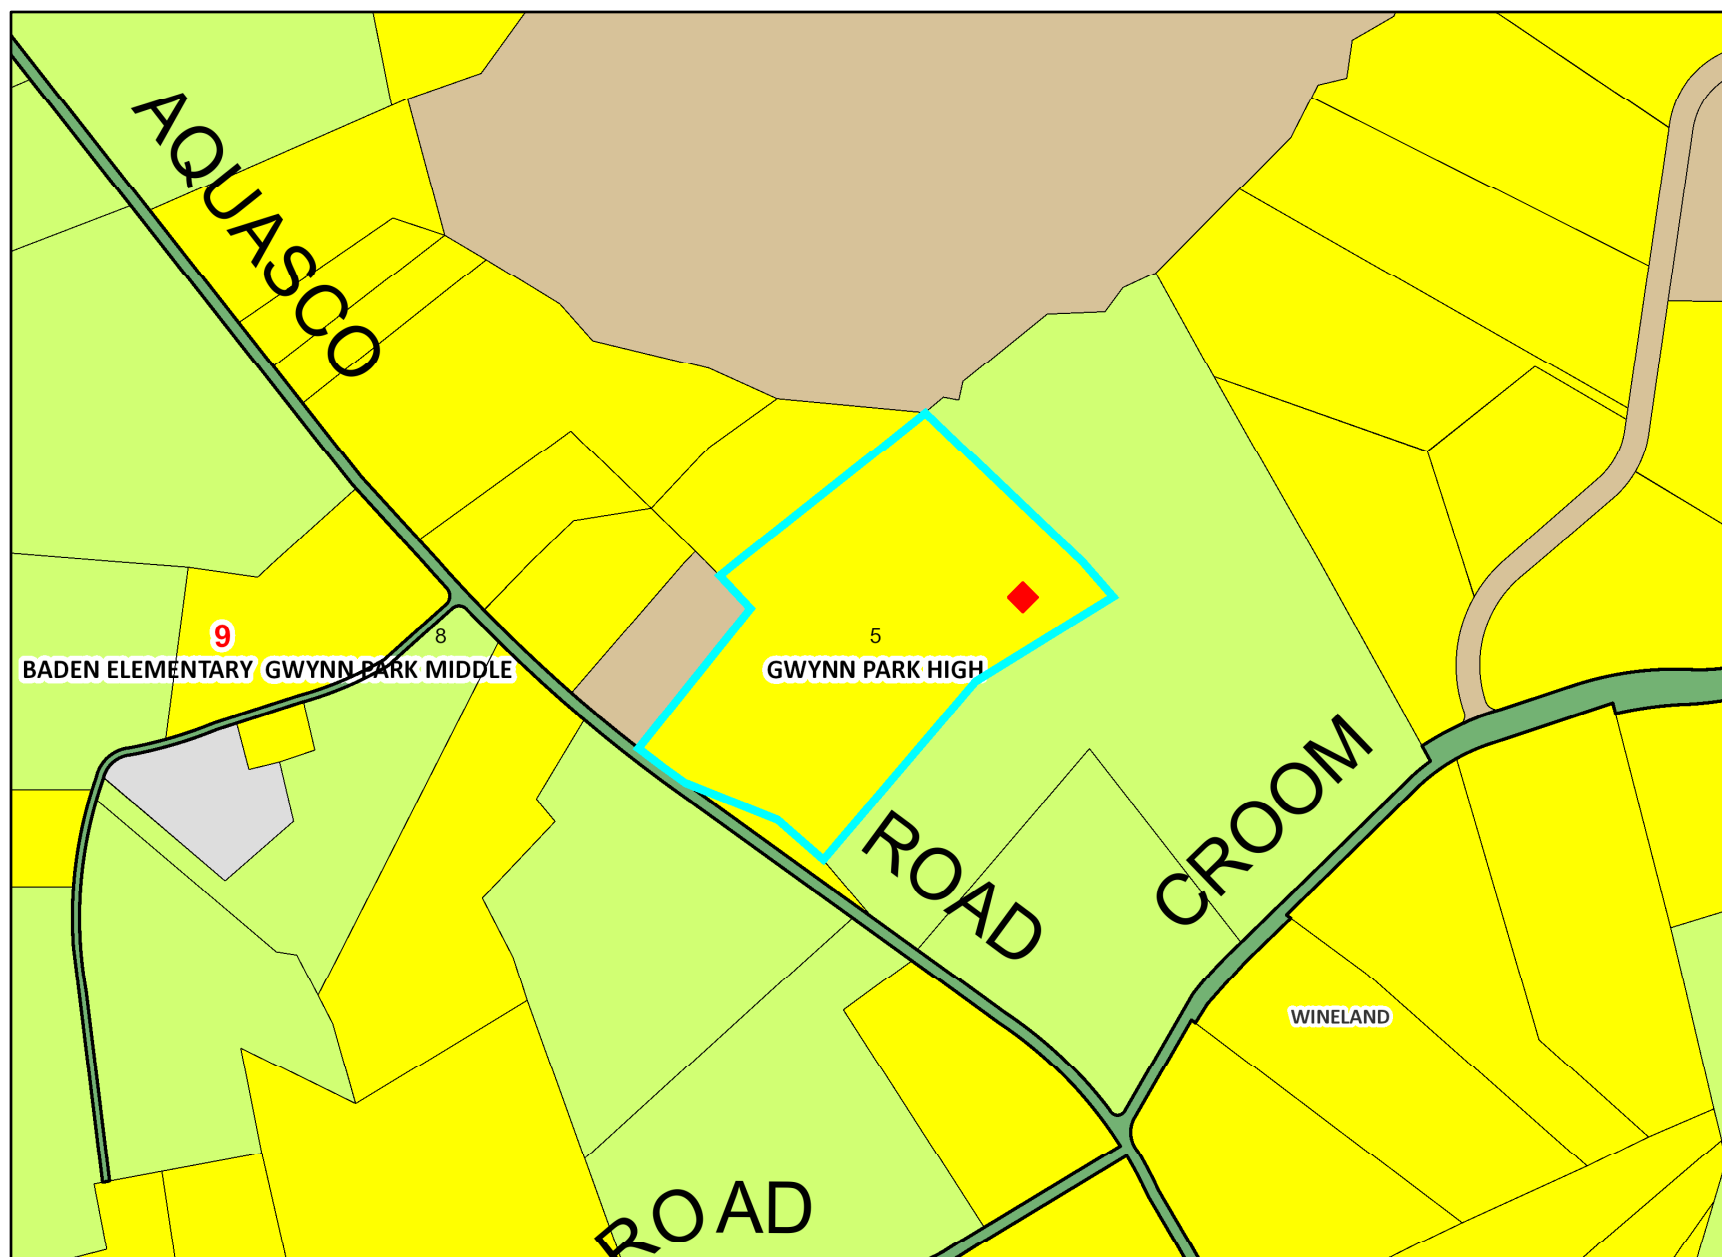 AQUASCO
9
8
5
BADEN ELEMENTARY GWYNN PARK MIDDLE
GWYNN PARK HIGH
ROAD
CROOM
WINELAND
ROAD